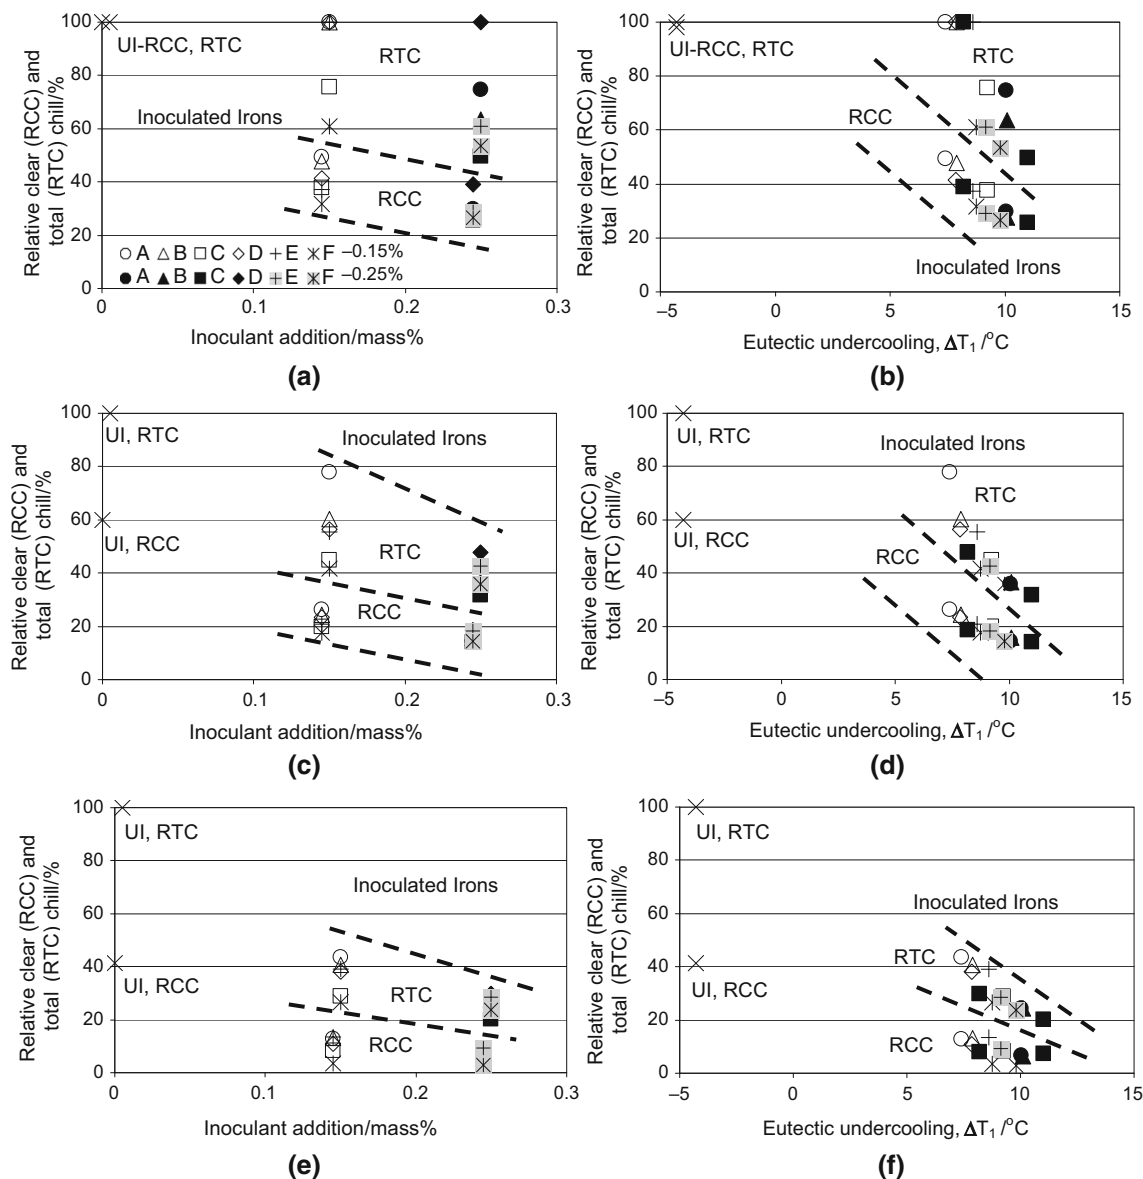 Relative clear (RCC) and
total (RTC) chill/%
100
80
60
40
20
0
UI-RCC, RTC
RTC
Inoculated Irons
RCC
A B C D E F –0.15%
A B C D E F –0.25%
0 0.1 0.2 0.3
Inoculant addition/mass%
(a)
Relative clear (RCC) and
total (RTC) chill/%
100
80
60
40
20
0
UI-RCC, RTC
RTC
RCC
Inoculated Irons
–5 0 5 10 15
Eutectic undercooling, ΔT1 /°C
(b)
Relative clear (RCC) and
total (RTC) chill/%
100
80
60
40
20
0
UI, RTC
Inoculated Irons
UI, RCC
RTC
RCC
0 0.1 0.2 0.3
Inoculant addition/mass%
(c)
Relative clear (RCC) and
total (RTC) chill/%
100
80
60
40
20
0
UI, RTC
Inoculated Irons
RTC
UI, RCC
RCC
–5 0 5 10 15
Eutectic undercooling, ΔT1 /°C
(d)
Relative clear (RCC) and
total (RTC) chill/%
100
80
60
40
20
0
UI, RTC
Inoculated Irons
UI, RCC
RTC
RCC
0 0.1 0.2 0.3
Inoculant addition/mass%
(e)
Relative clear (RCC) and
total (RTC) chill/%
100
80
60
40
20
0
UI, RTC
Inoculated Irons
RTC
UI, RCC
RCC
–5 0 5 10 15
Eutectic undercooling, ΔT1 /°C
(f)